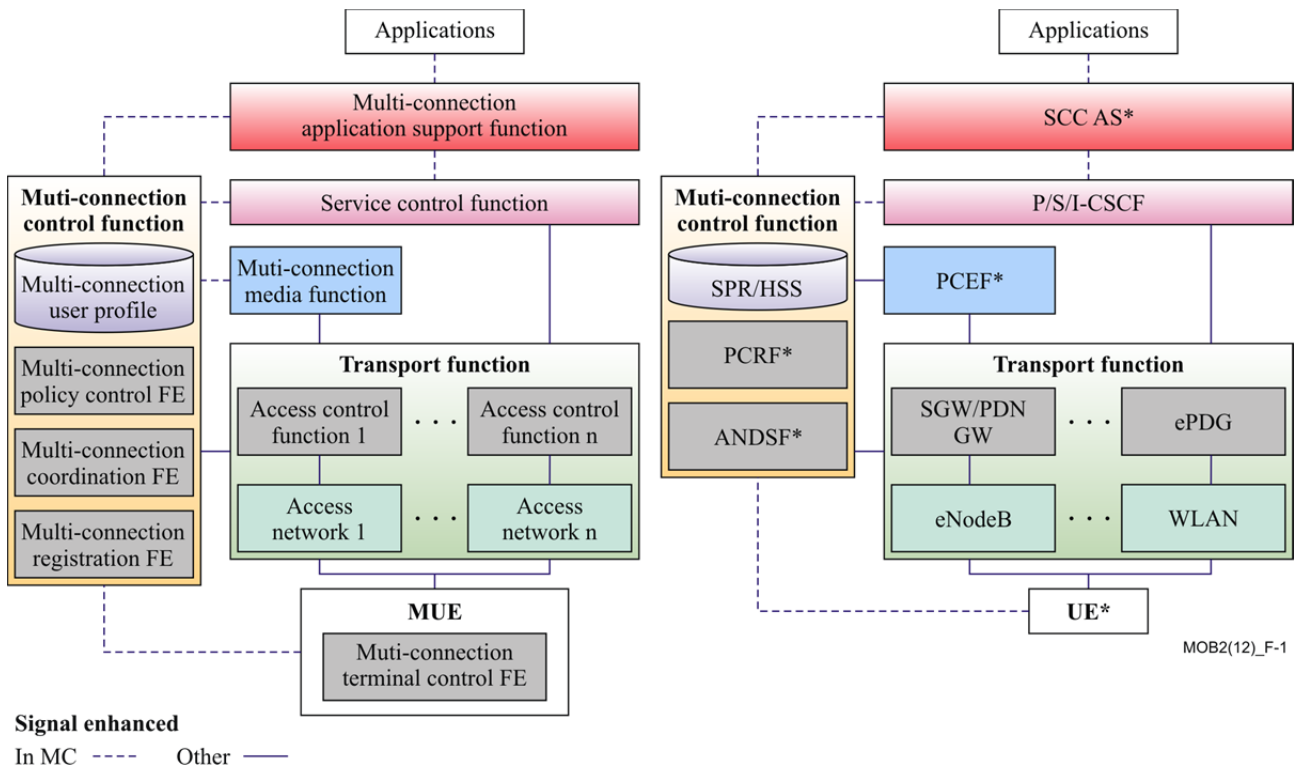 Applications
Multi-connection
application support function
Muti-connection
control function
Service control function
Multi-connection
user profile
Muti-connection
media function
Multi-connection
policy control FE
Multi-connection
coordination FE
Multi-connection
registration FE
Transport function
Access control
function 1
. . .
Access control
function n
Access
network 1
. . .
Access
network n
MUE
Muti-connection
terminal control FE
Applications
SCC AS*
Muti-connection
control function
P/S/I-CSCF
SPR/HSS
PCEF*
PCRF*
ANDSF*
Transport function
SGW/PDN
GW
. . .
ePDG
eNodeB
. . .
WLAN
UE*
MOB2(12)_F-1
Signal enhanced
In MC
Other